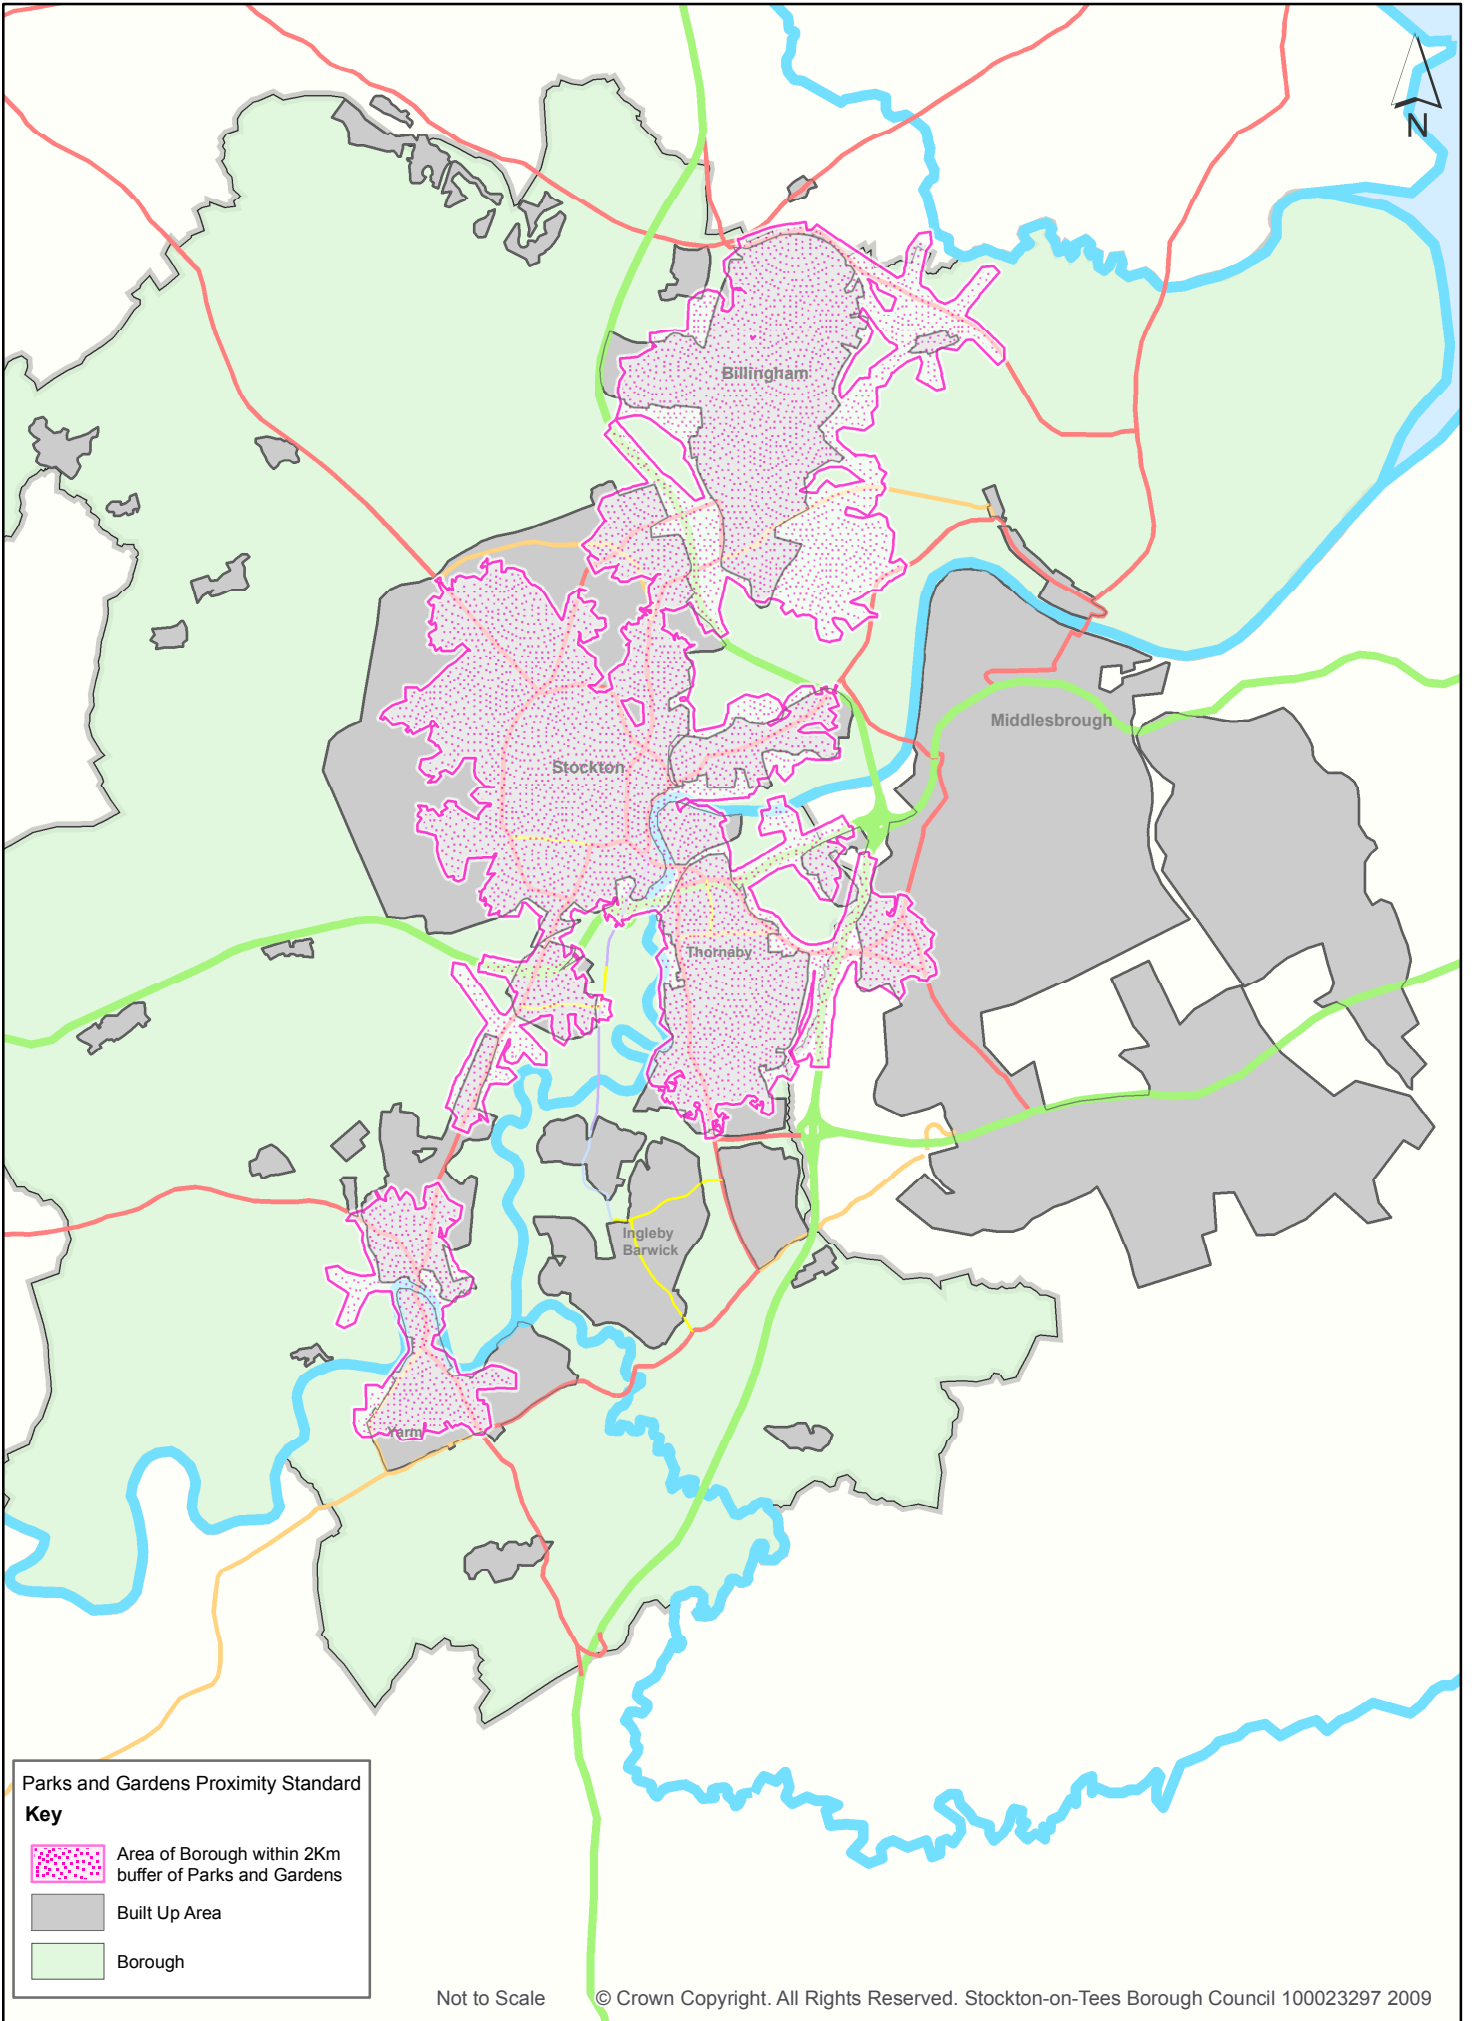 N
Billingham
Middlesbrough
Stockton
Thornaby
Ingleby
Barwick
Yarm
Parks and Gardens Proximity Standard
Key
Area of Borough within 2Km
buffer of Parks and Gardens
Built Up Area
Borough
Not to Scale
© Crown Copyright. All Rights Reserved. Stockton-on-Tees Borough Council 100023297 2009